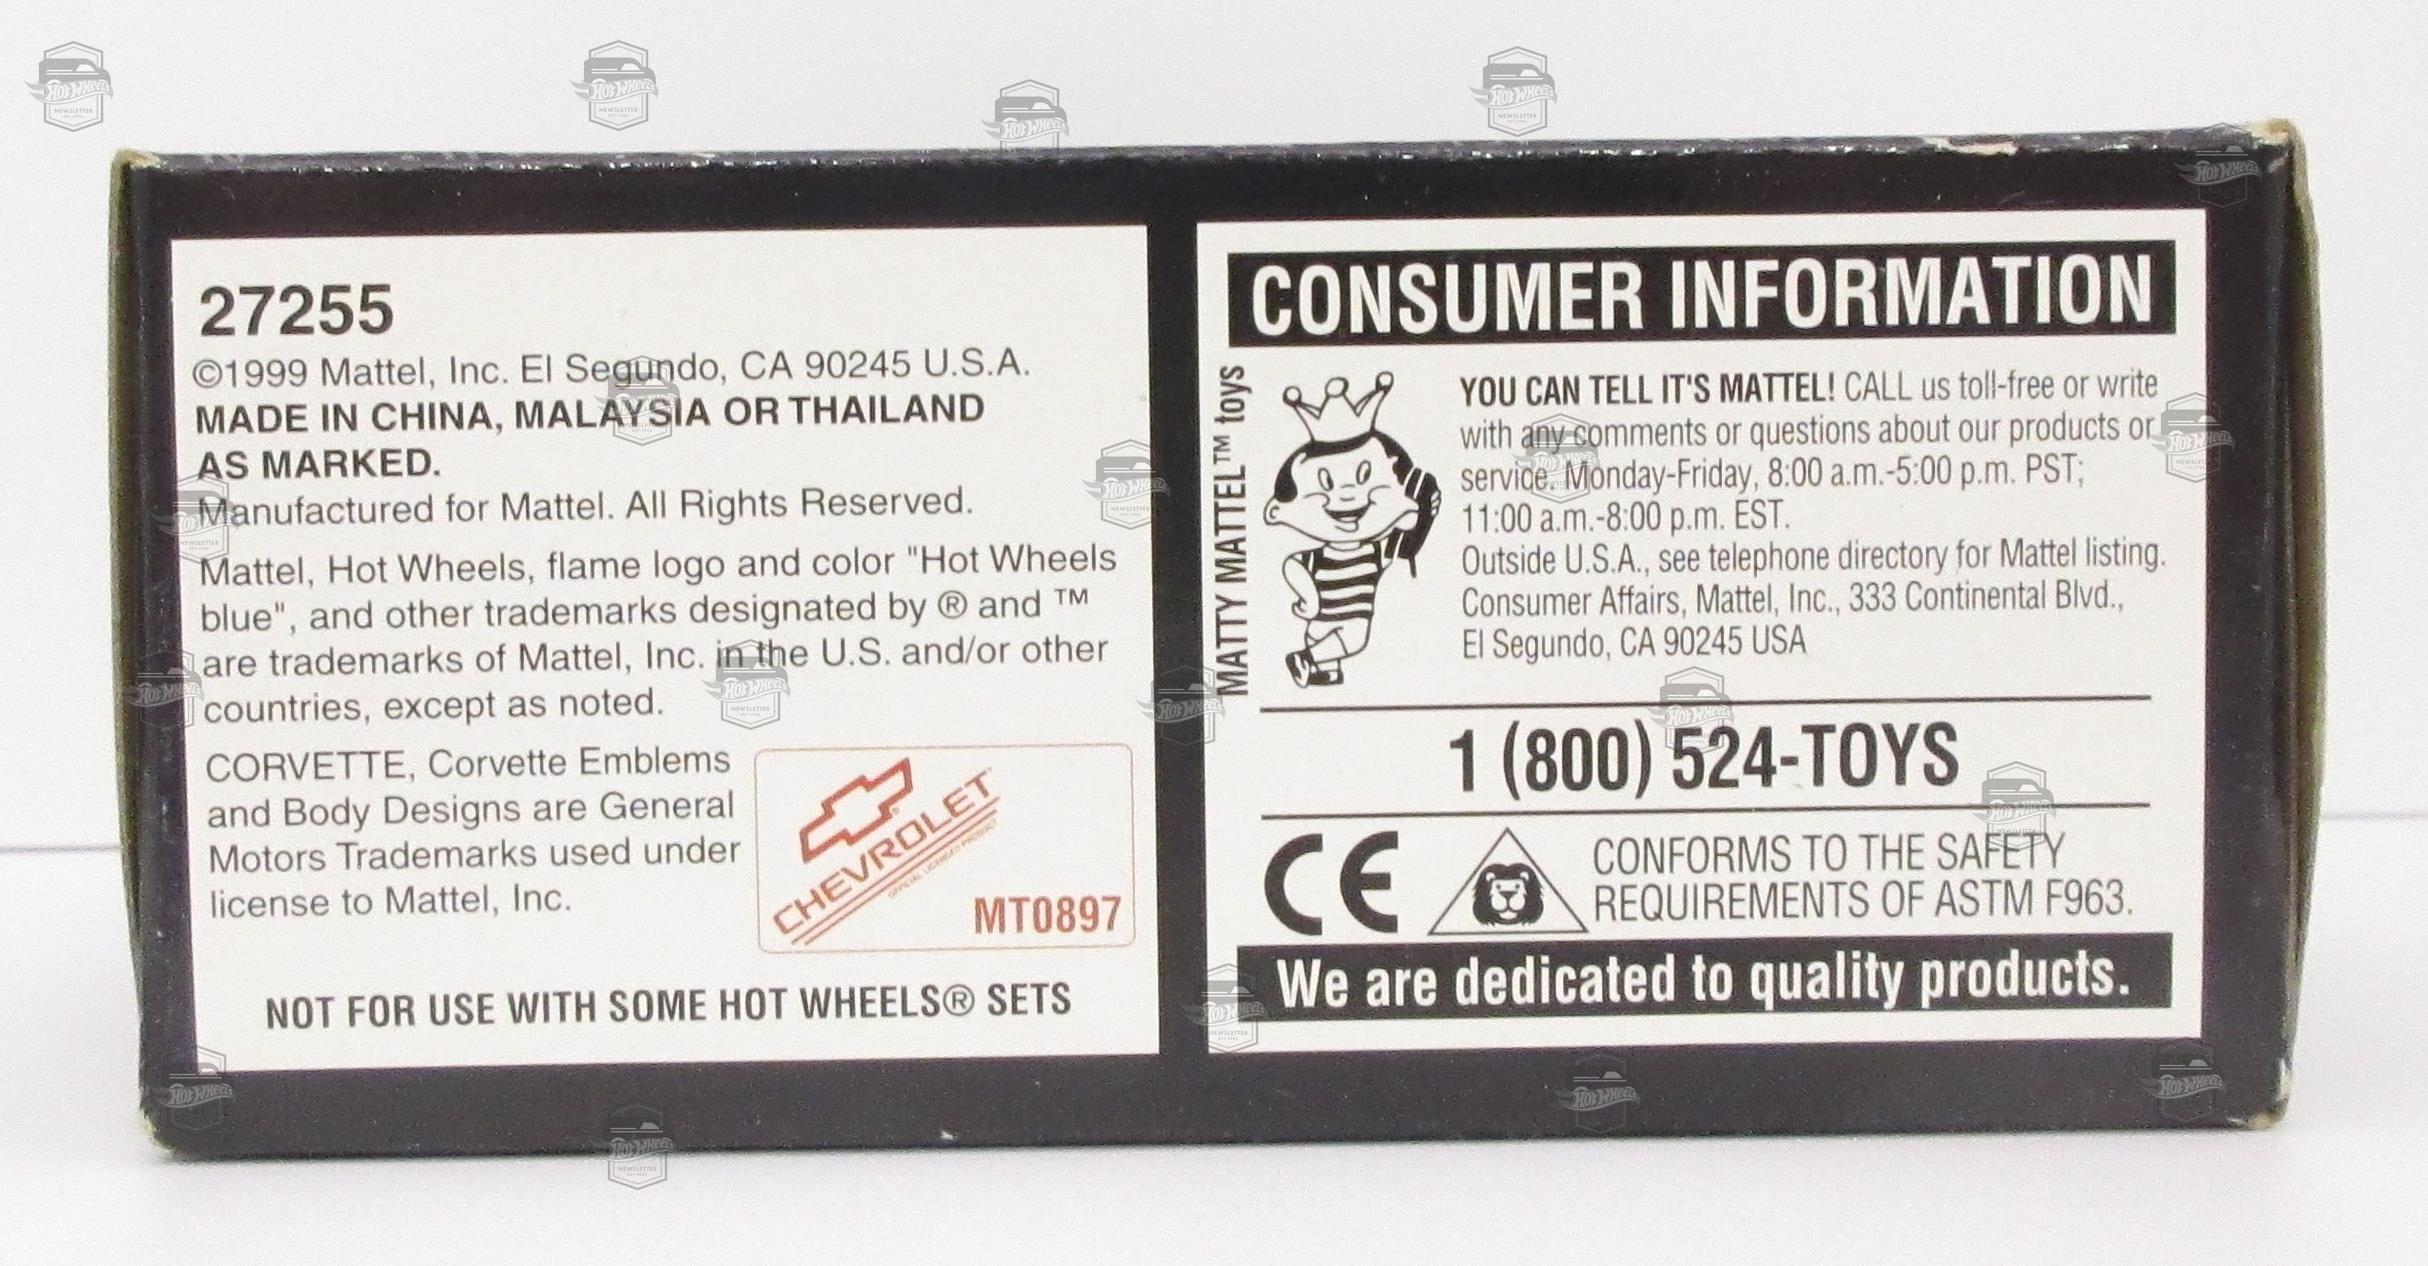 27255
©1999 Mattel, Inc. El Segundo, CA 90245 U.S.A.
MADE IN CHINA, MALAYSIA OR THAILAND
AS MARKED.
Manufactured for Mattel. All Rights Reserved.
Mattel, Hot Wheels, flame logo and color "Hot Wheels
blue", and other trademarks designated by ® and ™
are trademarks of Mattel, Inc. in the U.S. and/or other
countries, except as noted.
CORVETTE, Corvette Emblems
and Body Designs are General
Motors Trademarks used under
license to Mattel, Inc.
CHEVROLET
OFFICIAL LICENSED PRODUCT
MT0897
NOT FOR USE WITH SOME HOT WHEELS® SETS
CONSUMER INFORMATION
MATTY MATTEL™ toys
YOU CAN TELL IT'S MATTEL! CALL us toll-free or write
with any comments or questions about our products or
service. Monday-Friday, 8:00 a.m.-5:00 p.m. PST;
11:00 a.m.-8:00 p.m. EST.
Outside U.S.A., see telephone directory for Mattel listing.
Consumer Affairs, Mattel, Inc., 333 Continental Blvd.,
El Segundo, CA 90245 USA
1 (800) 524-TOYS
CE
CONFORMS TO THE SAFETY
REQUIREMENTS OF ASTM F963.
We are dedicated to quality products.
HOT WHEELS
NEWSLETTER